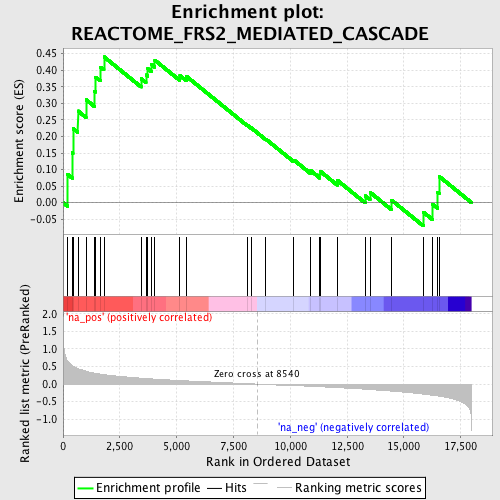 Enrichment plot:
REACTOME_FRS2_MEDIATED_CASCADE
Enrichment score (ES)
0.45
0.40
0.35
0.30
0.25
0.20
0.15
0.10
0.05
0.00
-0.05
'na_pos' (positively correlated)
Ranked list metric (PreRanked)
2.0
1.5
1.0
0.5
0.0
-0.5
-1.0
Zero cross at 8540
'na_neg' (negatively correlated)
0 2,500 5,000 7,500 10,000 12,500 15,000 17,500
Rank in Ordered Dataset
Enrichment profile Hits Ranking metric scores